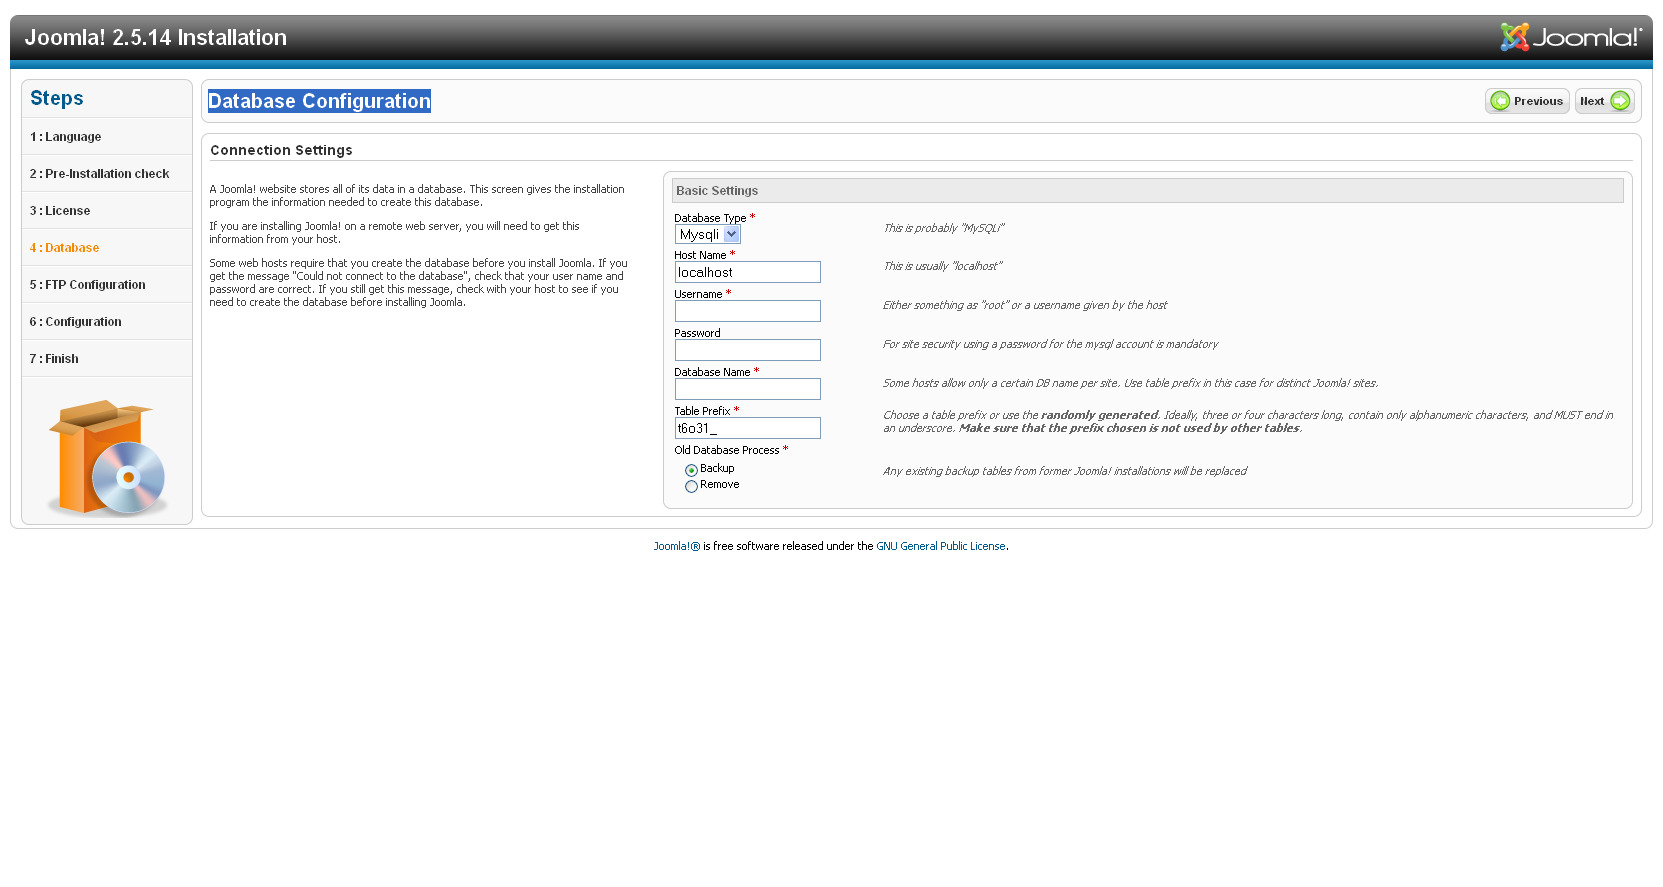 Joomla! 2.5.14 Installation
Joomla!®
Steps
1 : Language
2 : Pre-Installation check
3 : License
4 : Database
5 : FTP Configuration
6 : Configuration
7 : Finish
Database Configuration
Previous
Next
Connection Settings
A Joomla! website stores all of its data in a database. This screen gives the installation
program the information needed to create this database.
If you are installing Joomla! on a remote web server, you will need to get this
information from your host.
Some web hosts require that you create the database before you install Joomla. If you
get the message "Could not connect to the database", check that your user name and
password are correct. If you still get this message, check with your host to see if you
need to create the database before installing Joomla.
Basic Settings
Database Type *
Mysqli
This is probably "MySQLi"
Host Name *
localhost
This is usually "localhost"
Username *
Either something as "root" or a username given by the host
Password
For site security using a password for the mysql account is mandatory
Database Name *
Some hosts allow only a certain DB name per site. Use table prefix in this case for distinct Joomla! sites.
Table Prefix *
t6o31_
Choose a table prefix or use the randomly generated. Ideally, three or four characters long, contain only alphanumeric characters, and MUST end in
an underscore. Make sure that the prefix chosen is not used by other tables.
Old Database Process *
Backup
Remove
Any existing backup tables from former Joomla! installations will be replaced
Joomla!® is free software released under the GNU General Public License.